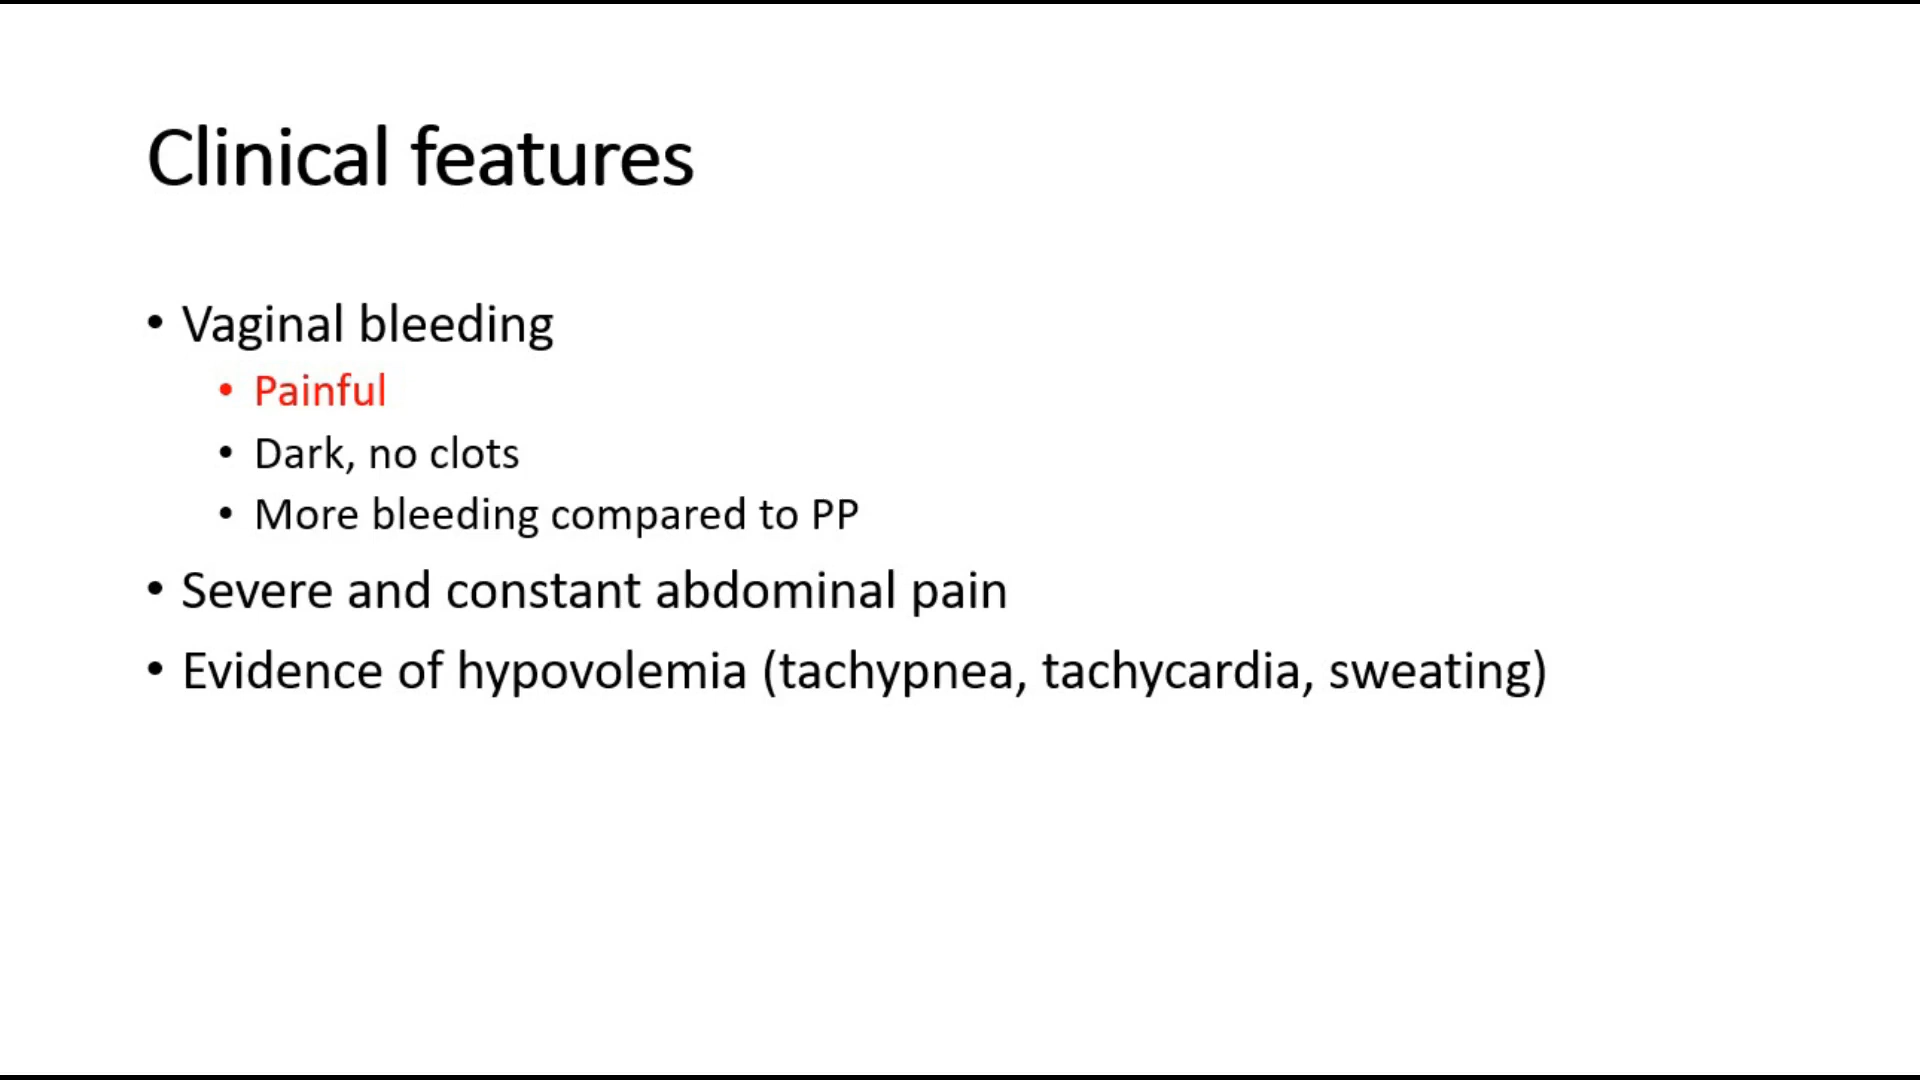 Clinical features
• Vaginal bleeding
• Painful
• Dark, no clots
• More bleeding compared to PP
• Severe and constant abdominal pain
• Evidence of hypovolemia (tachypnea, tachycardia, sweating)